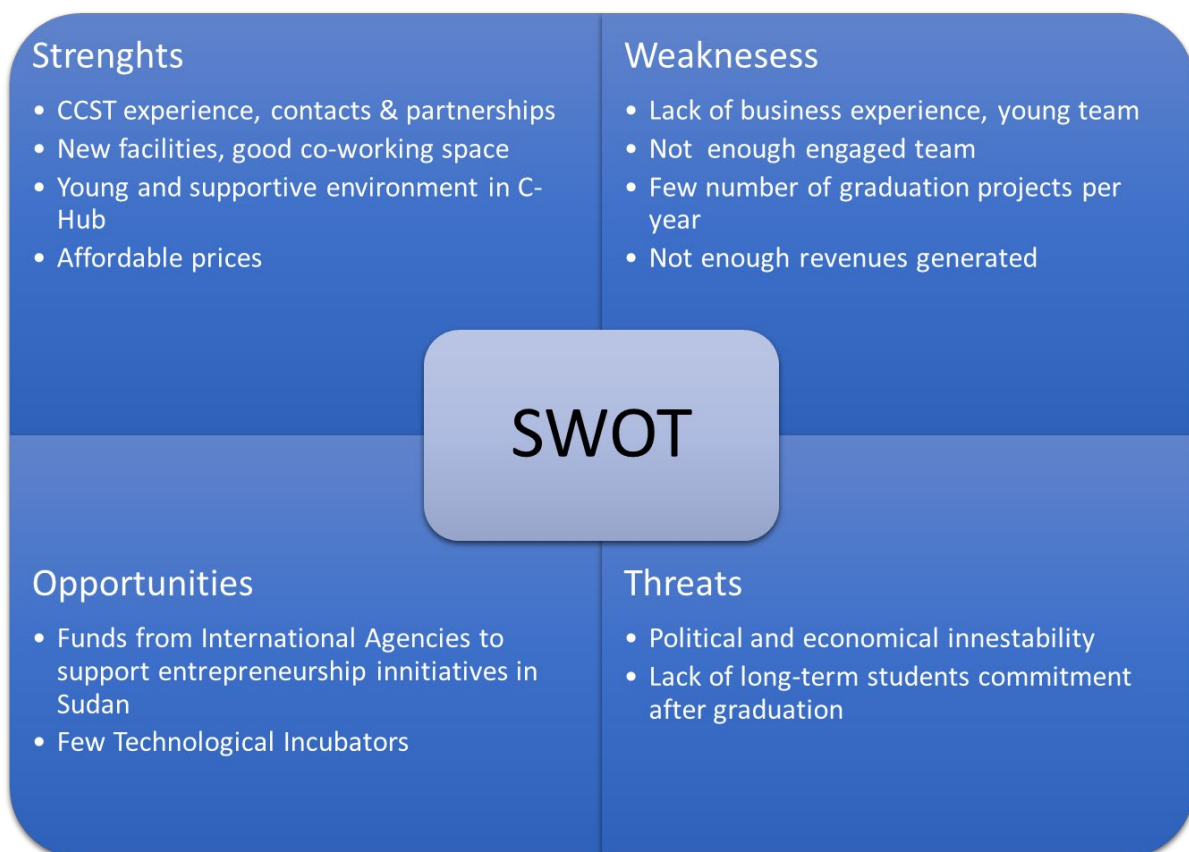 Strenghts
• CCST experience, contacts & partnerships
• New facilities, good co-working space
• Young and supportive environment in C-
Hub
• Affordable prices
Weaknesess
• Lack of business experience, young team
• Not  enough engaged team
• Few number of graduation projects per
year
• Not enough revenues generated
SWOT
Opportunities
• Funds from International Agencies to
support entrepreneurship innitiatives in
Sudan
• Few Technological Incubators
Threats
• Political and economical innestability
• Lack of long-term students commitment
after graduation